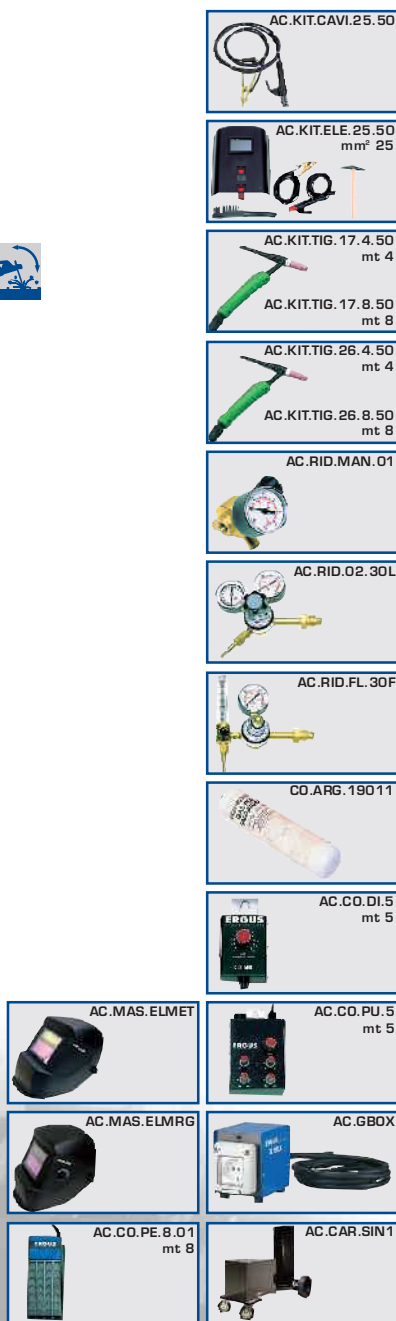 AC.KIT.CAVI.25.50
AC.KIT.ELE.25.50
mm² 25
AC.KIT.TIG.17.4.50
mt 4
AC.KIT.TIG.17.8.50
mt 8
AC.KIT.TIG.26.4.50
mt 4
AC.KIT.TIG.26.8.50
mt 8
AC.RID.MAN.01
AC.RID.02.30L
AC.RID.FL.30F
CO.ARG.19011
AC.CO.DI.5
mt 5
ERGUS
AC.MAS.ELMET
AC.CO.PU.5
mt 5
ERGUS
AC.MAS.ELMRG
AC.GBOX
AC.CO.PE.8.01
mt 8
ERGUS
AC.CAR.SIN1